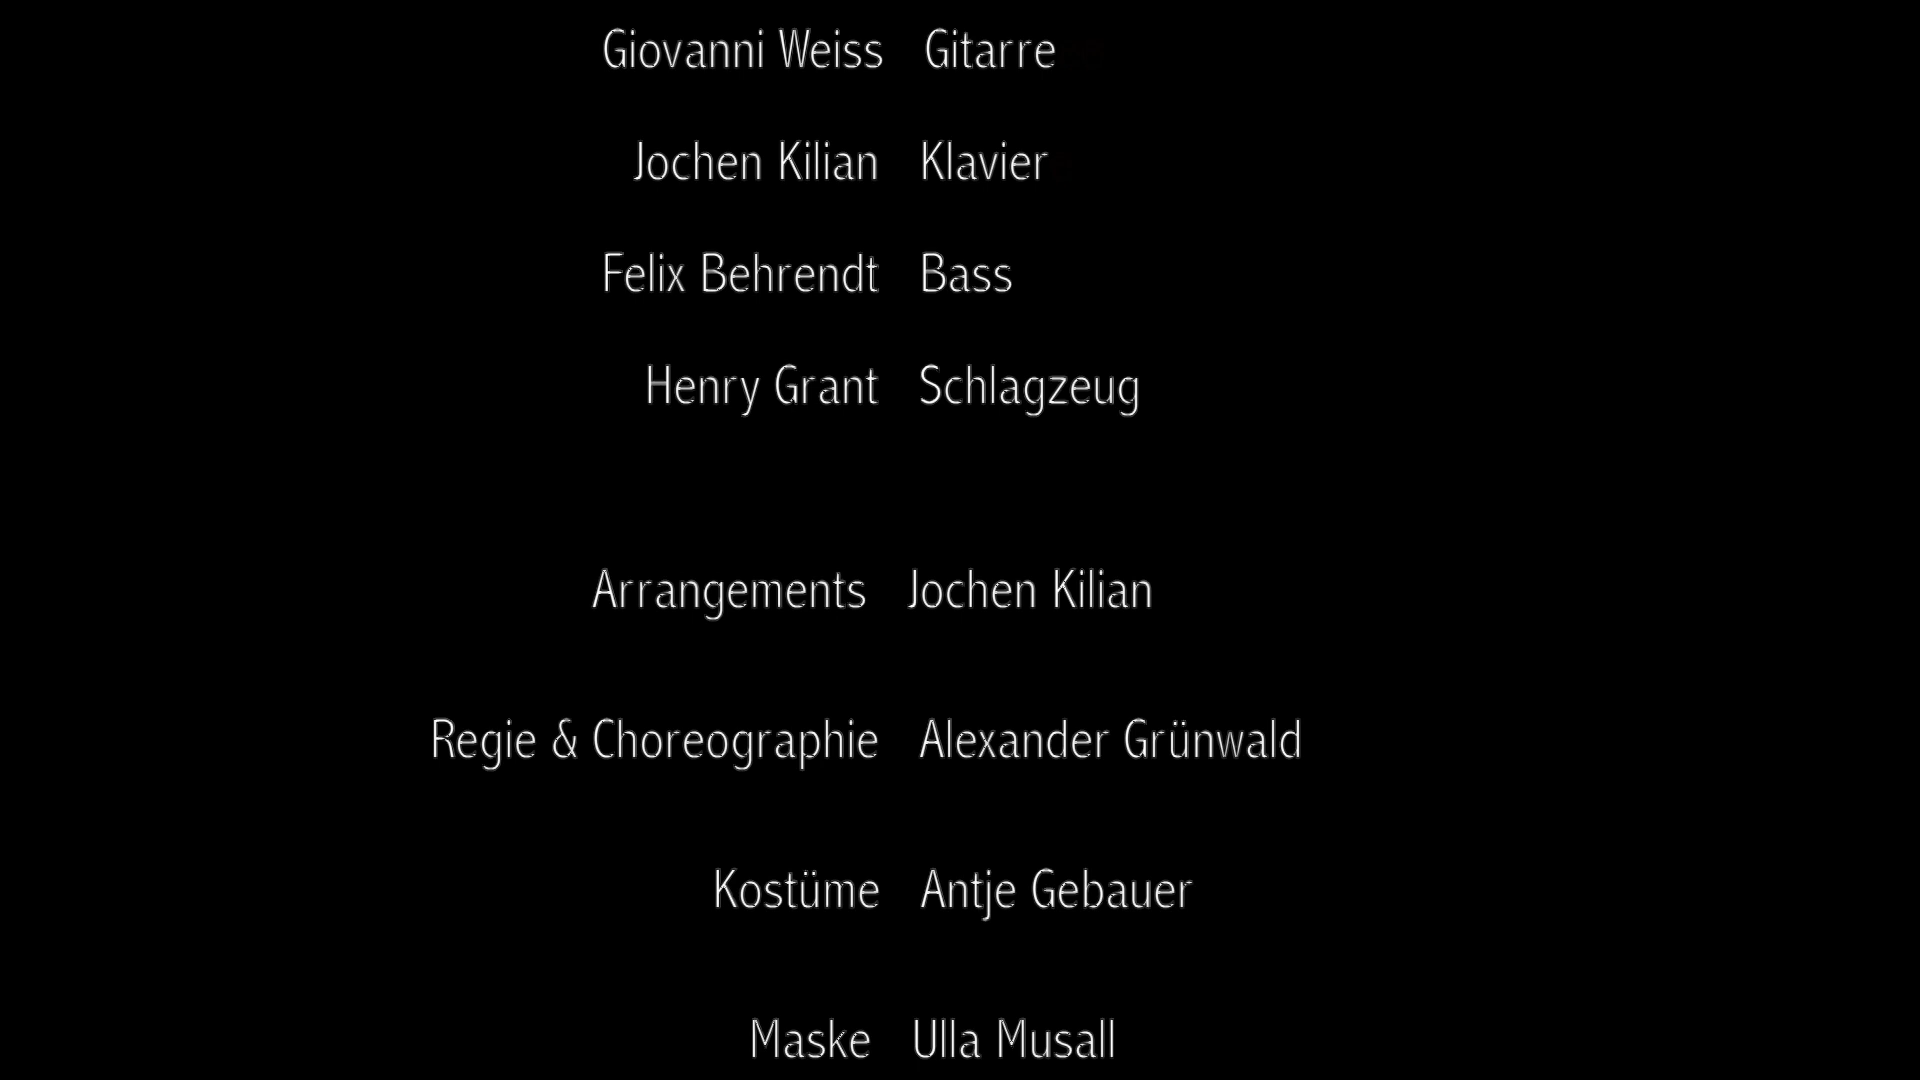 Giovanni Weiss Gitarre
Jochen Kilian Klavier
Felix Behrendt Bass
Henry Grant Schlagzeug
Arrangements Jochen Kilian
Regie & Choreographie Alexander Grünwald
Kostüme Antje Gebauer
Maske Ulla Musall